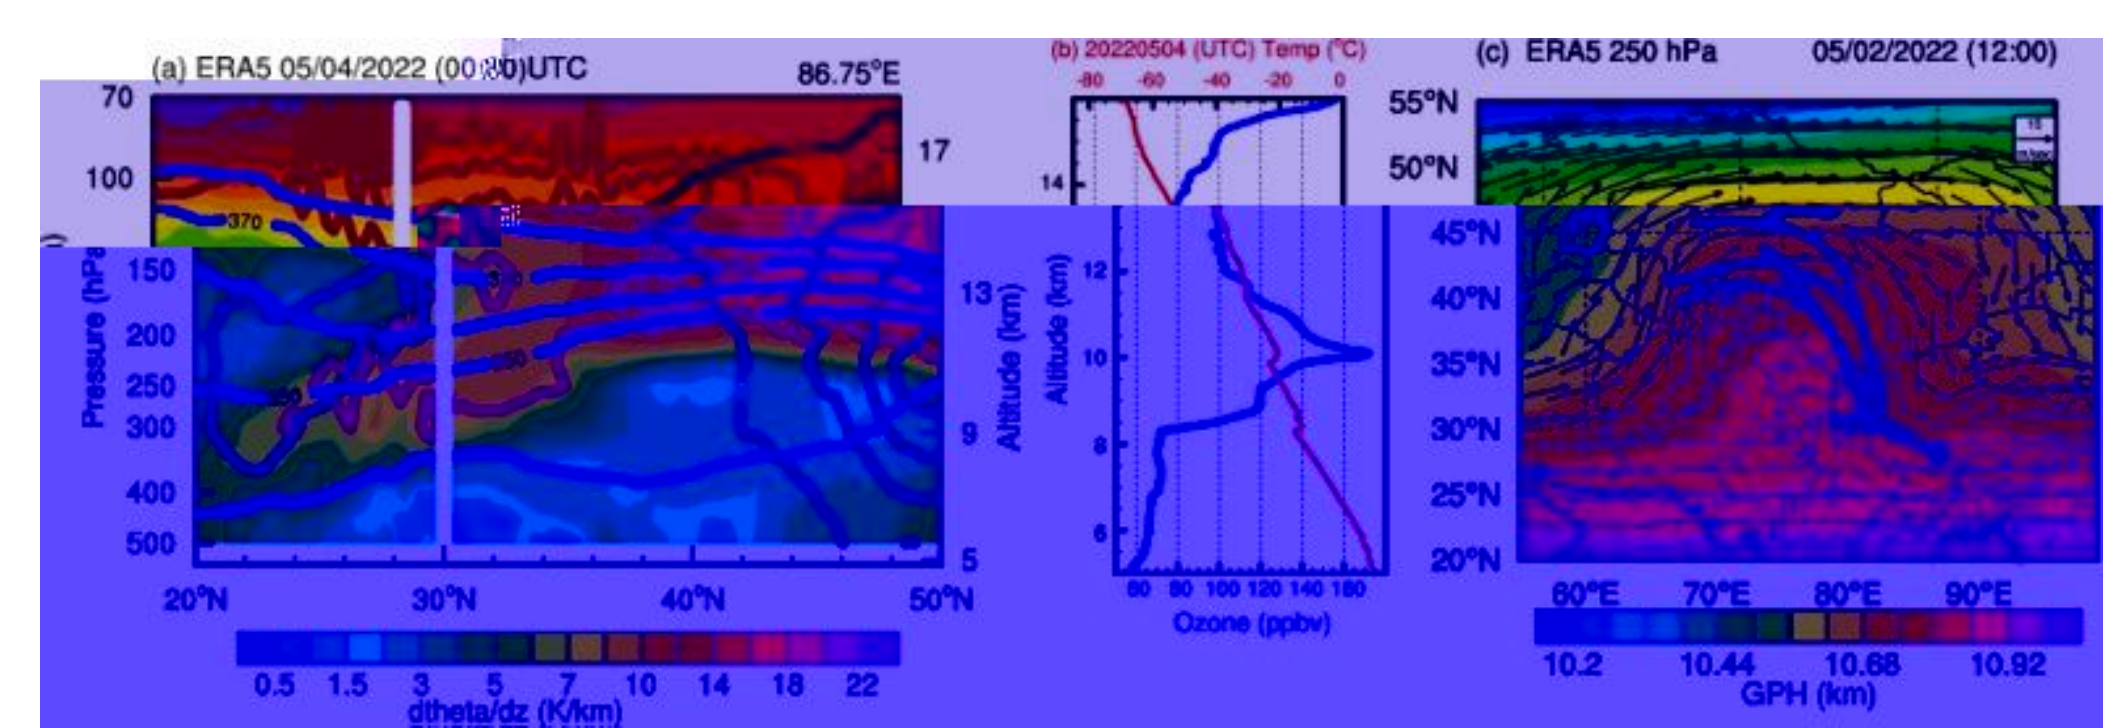 (a) ERA5 05/04/2022 (00:30)UTC 86.75°E
70
100
150
200
250
300
400
500
Pressure (hPa
370
350
17
13
9
5
Altitude (km)
20°N 30°N 40°N 50°N
0.5 1.5 3 5 7 10 14 18 22
dtheta/dz (K/km)
(b) 20220504 (UTC) Temp (°C)
-80 -60 -40 -20 0
14
12
10
8
6
Altitude (km)
60 80 100 120 140 160
Ozone (ppbv)
(c) ERA5 250 hPa 05/02/2022 (12:00)
55°N
50°N
45°N
40°N
35°N
30°N
25°N
20°N
60°E 70°E 80°E 90°E
10.2 10.44 10.68 10.92
GPH (km)